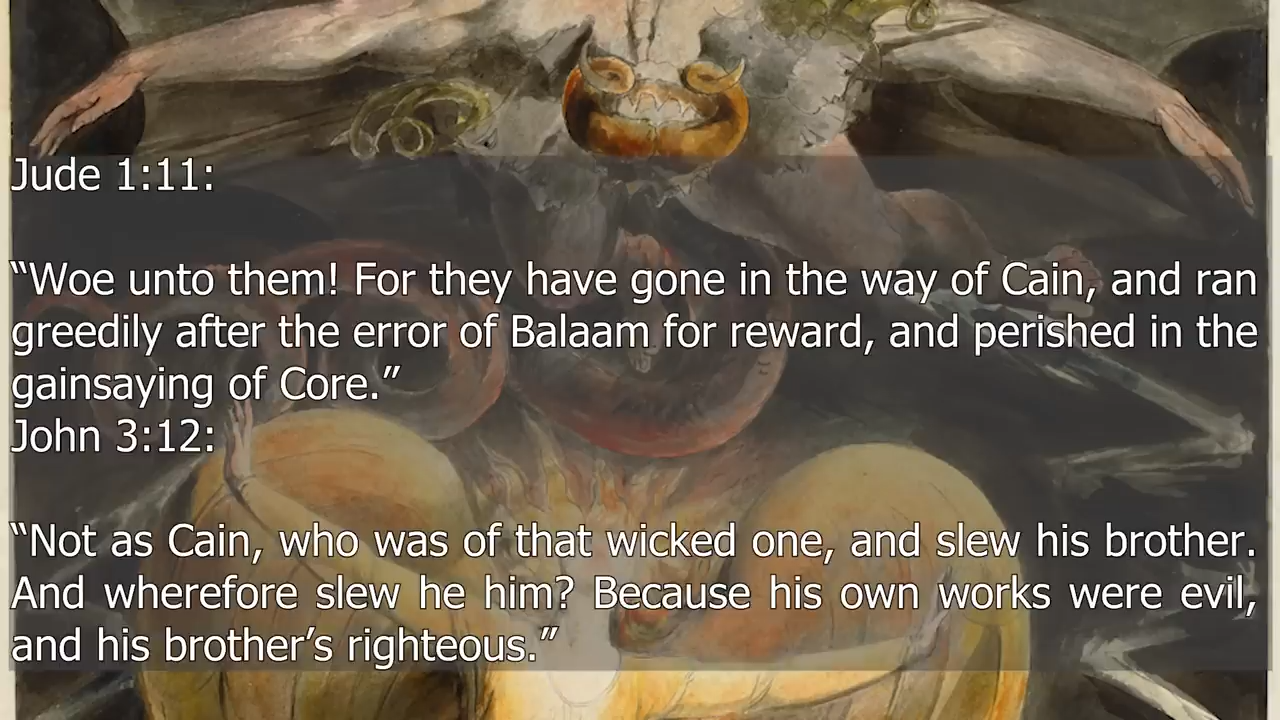 Jude 1:11:
“Woe unto them! For they have gone in the way of Cain, and ran
greedily after the error of Balaam for reward, and perished in the
gainsaying of Core.”
John 3:12:
“Not as Cain, who was of that wicked one, and slew his brother.
And wherefore slew he him? Because his own works were evil,
and his brother’s righteous.”